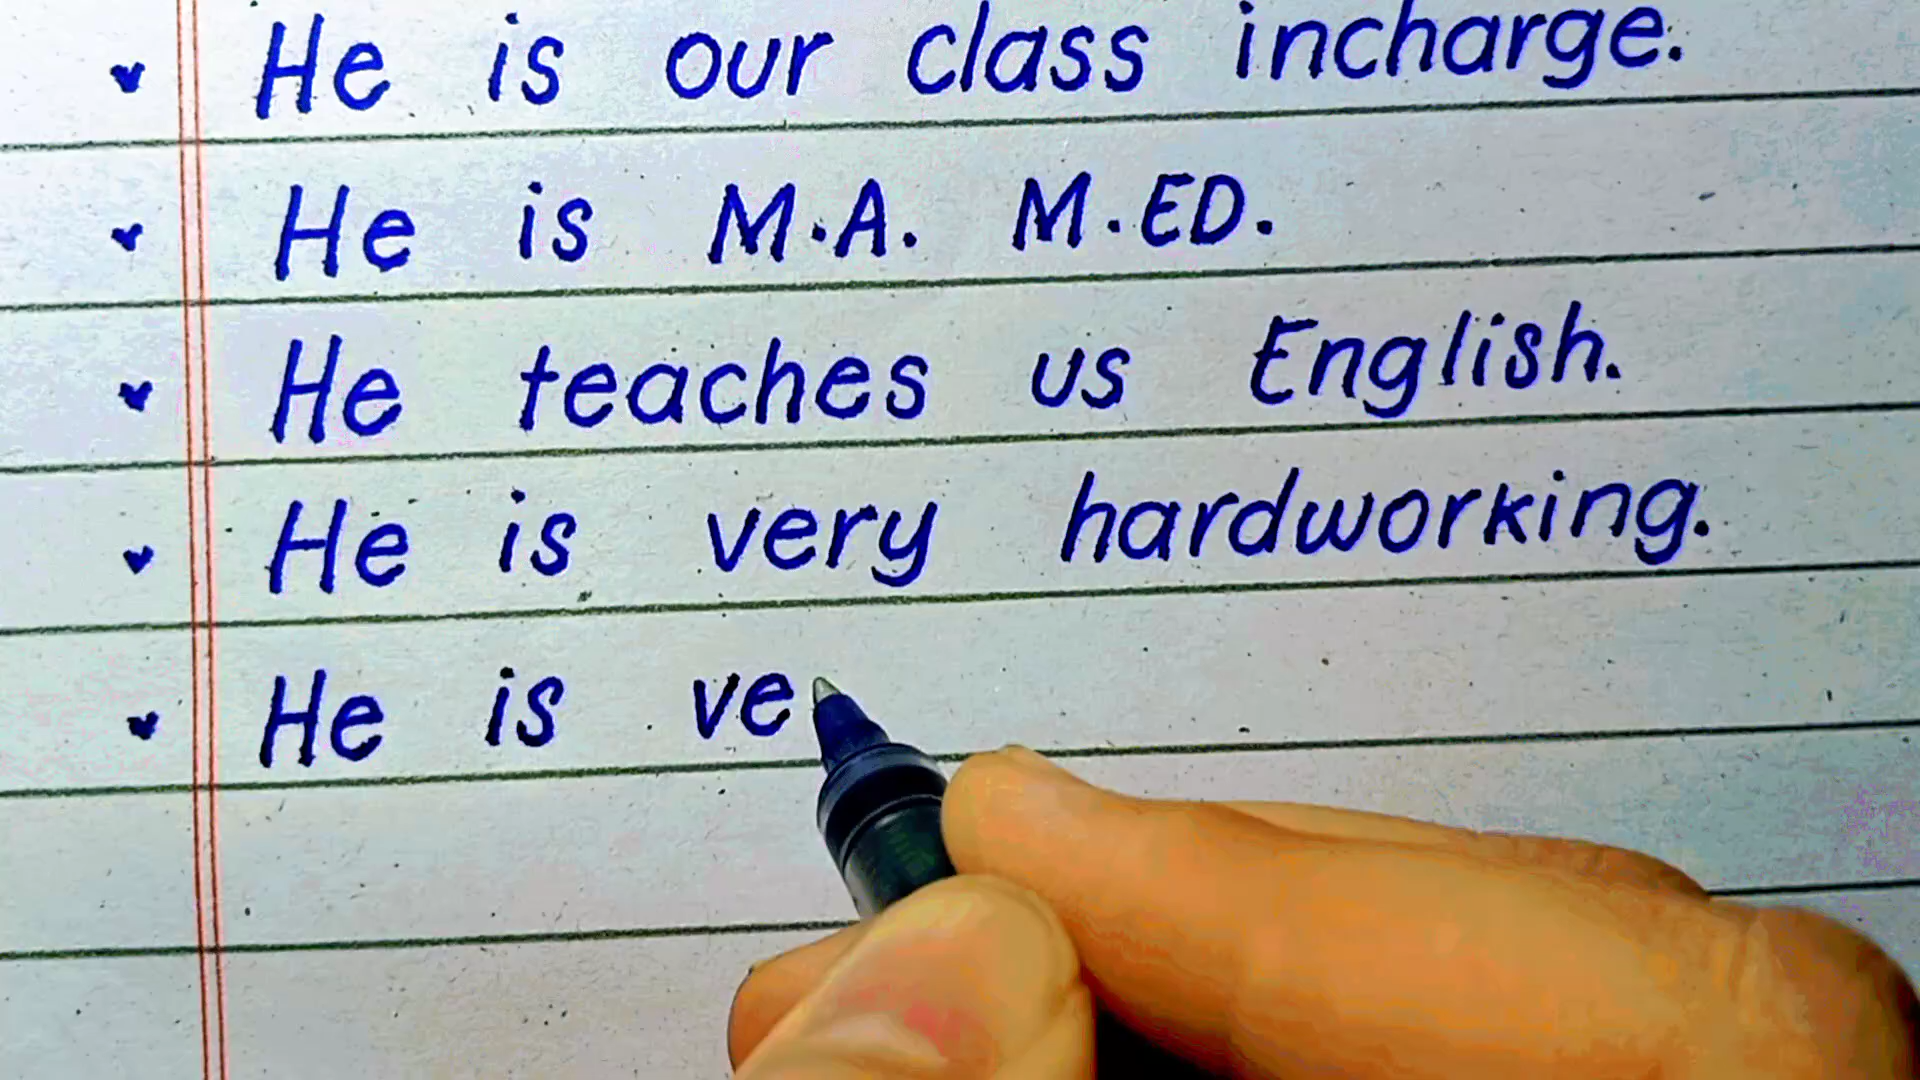 He is our class incharge.
He is M.A. M.ED.
He teaches us English.
He is very hardworking.
He is ve